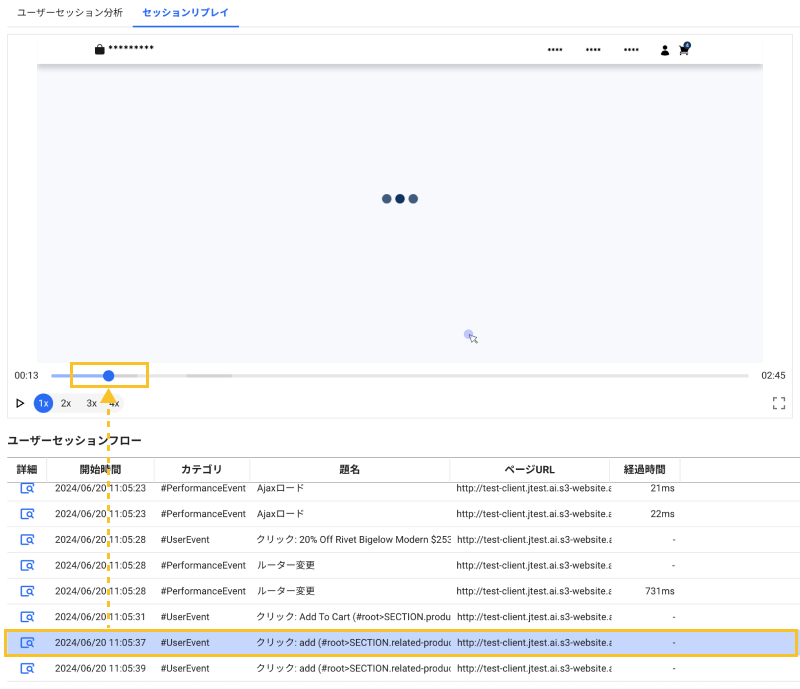 ユーザーセッション分析 セッションリプレイ
********* **** **** ****
00:13 02:45
1x 2x 3x 4x
ユーザーセッションフロー
詳細 開始時間 カテゴリ 題名 ページURL 経過時間
2024/06/20 11:05:23 #PerformanceEvent Ajaxロード http://test-client.jtest.ai.s3-website.a 21ms
2024/06/20 11:05:23 #PerformanceEvent Ajaxロード http://test-client.jtest.ai.s3-website.a 22ms
2024/06/20 11:05:28 #UserEvent クリック: 20% Off Rivet Bigelow Modern $253 http://test-client.jtest.ai.s3-website.a -
2024/06/20 11:05:28 #PerformanceEvent ルーター変更 http://test-client.jtest.ai.s3-website.a -
2024/06/20 11:05:28 #PerformanceEvent ルーター変更 http://test-client.jtest.ai.s3-website.a 731ms
2024/06/20 11:05:31 #UserEvent クリック: Add To Cart (#root>SECTION.produ http://test-client.jtest.ai.s3-website.a -
2024/06/20 11:05:37 #UserEvent クリック: add (#root>SECTION.related-produc http://test-client.jtest.ai.s3-website.a -
2024/06/20 11:05:39 #UserEvent クリック: add (#root>SECTION.related-produc http://test-client.jtest.ai.s3-website.a -